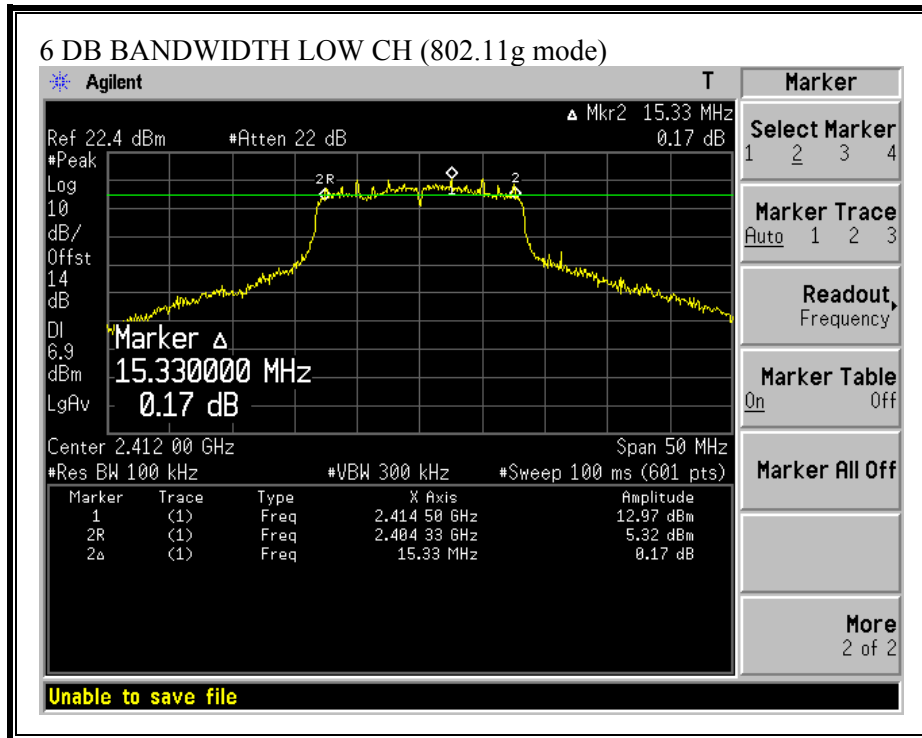 6 DB BANDWIDTH LOW CH (802.11g mode)
Agilent T
Marker
Δ Mkr2 15.33 MHz
Ref 22.4 dBm #Atten 22 dB 0.17 dB
#Peak
Log
10
dB/
Offst
14
dB
DI
6.9
dBm
LgAv
2R
1
2
Marker Δ
15.330000 MHz
0.17 dB
Center 2.412 00 GHz Span 50 MHz
#Res BW 100 kHz #VBW 300 kHz #Sweep 100 ms (601 pts)
Marker Trace Type X Axis Amplitude
1 (1) Freq 2.414 50 GHz 12.97 dBm
2R (1) Freq 2.404 33 GHz 5.32 dBm
2Δ (1) Freq 15.33 MHz 0.17 dB
Select Marker
1 2 3 4
Marker Trace
Auto 1 2 3
Readout
Frequency
Marker Table
On Off
Marker All Off
More
2 of 2
Unable to save file